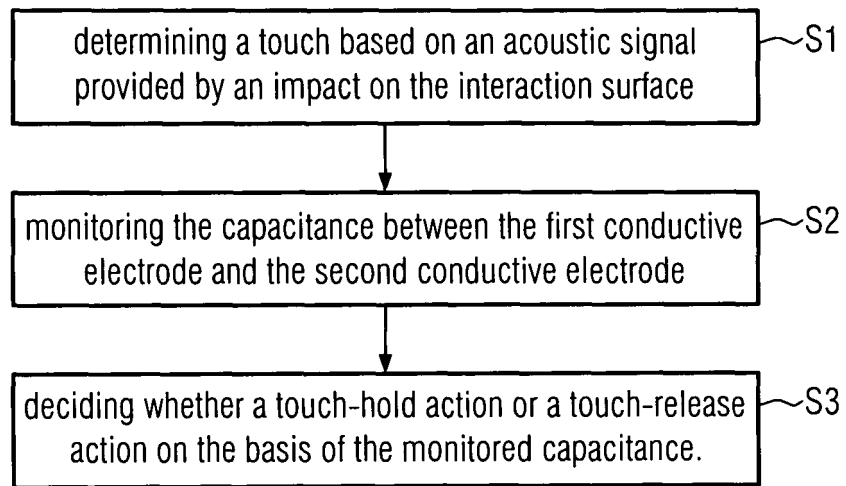 determining a touch based on an acoustic signal
provided by an impact on the interaction surface
S1
monitoring the capacitance between the first conductive
electrode and the second conductive electrode
S2
deciding whether a touch-hold action or a touch-release
action on the basis of the monitored capacitance.
S3